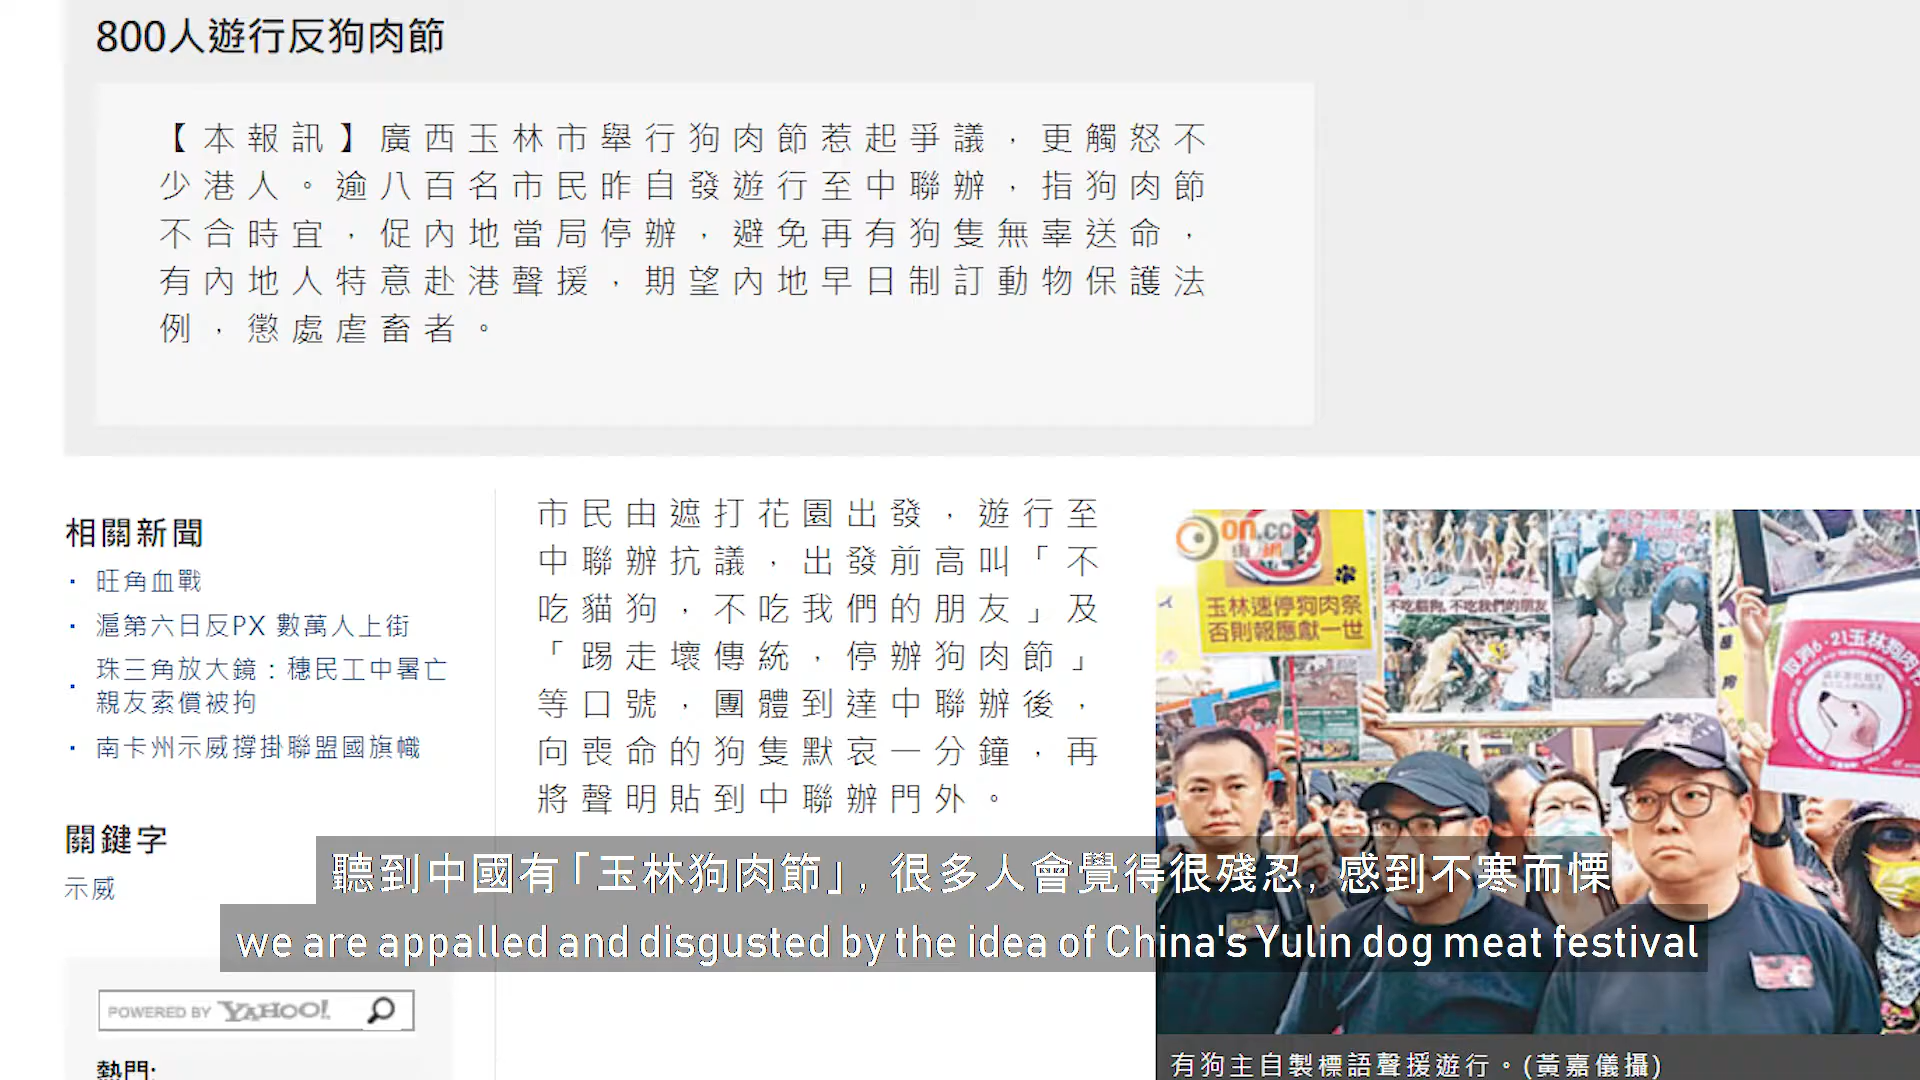 800人遊行反狗肉節
【本報訊】廣西玉林市舉行狗肉節惹起爭議，更觸怒不
少港人。逾八百名市民昨自發遊行至中聯辦，指狗肉節
不合時宜，促內地當局停辦，避免再有狗隻無辜送命，
有內地人特意赴港聲援，期望內地早日制訂動物保護法
例，懲處虐畜者。
相關新聞
旺角血戰
滬第六日反PX 數萬人上街
珠三角放大鏡：穗民工中暑亡
親友索償被拘
南卡州示威撐掛聯盟國旗幟
關鍵字
示威
POWERED BY YAHOO!
熱門:
市民由遮打花園出發，遊行至
中聯辦抗議，出發前高叫「不
吃貓狗，不吃我們的朋友」及
「踢走壞傳統，停辦狗肉節」
等口號，團體到達中聯辦後，
向喪命的狗隻默哀一分鐘，再
將聲明貼到中聯辦門外。
on.cc
東網
玉林速停狗肉祭
否則報應獻一世
不吃貓狗,不吃我們的朋友
有狗主自製標語聲援遊行。(黃嘉儀攝)
聽到中國有「玉林狗肉節」, 很多人會覺得很殘忍, 感到不寒而慄
we are appalled and disgusted by the idea of China's Yulin dog meat festival